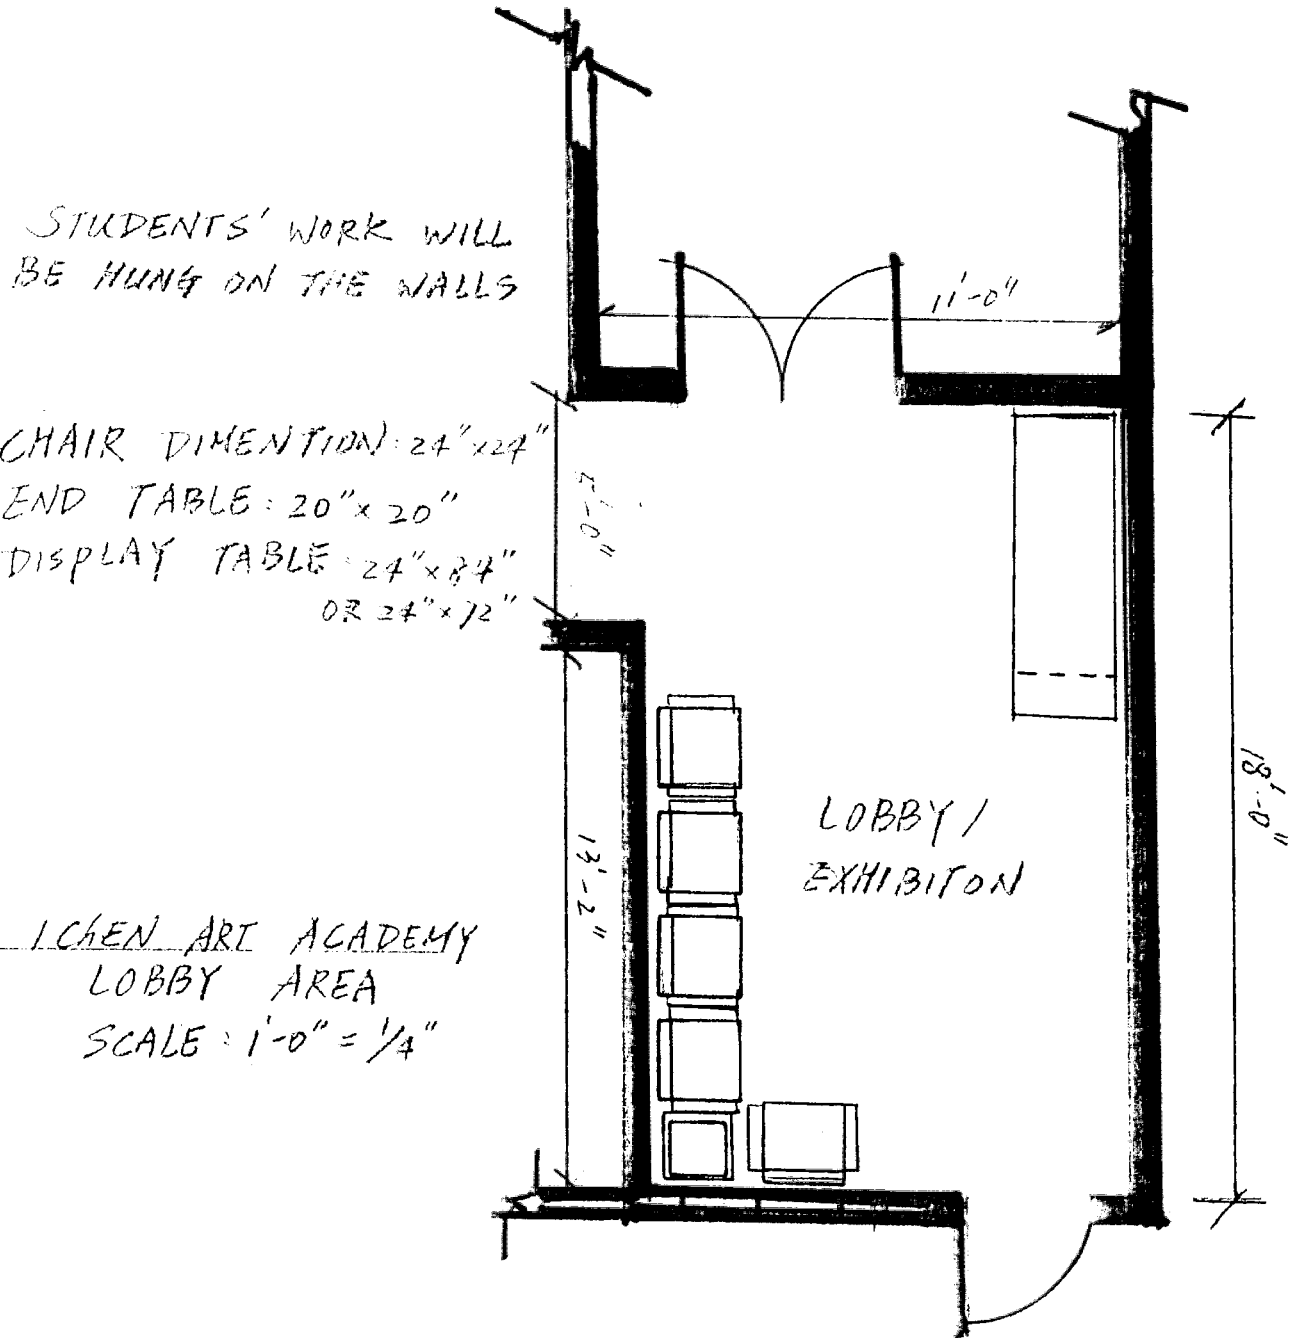 STUDENTS' WORK WILL
BE HUNG ON THE WALLS
11'-0"
CHAIR DIMENTION: 24"x24"
END TABLE: 20"x 20"
DISPLAY TABLE: 24"x84"
OR 24"x72"
5'-0"
18'-0"
LOBBY /
EXHIBITON
13'-2"
ICHEN ART ACADEMY
LOBBY AREA
SCALE: 1'-0" = 1/4"